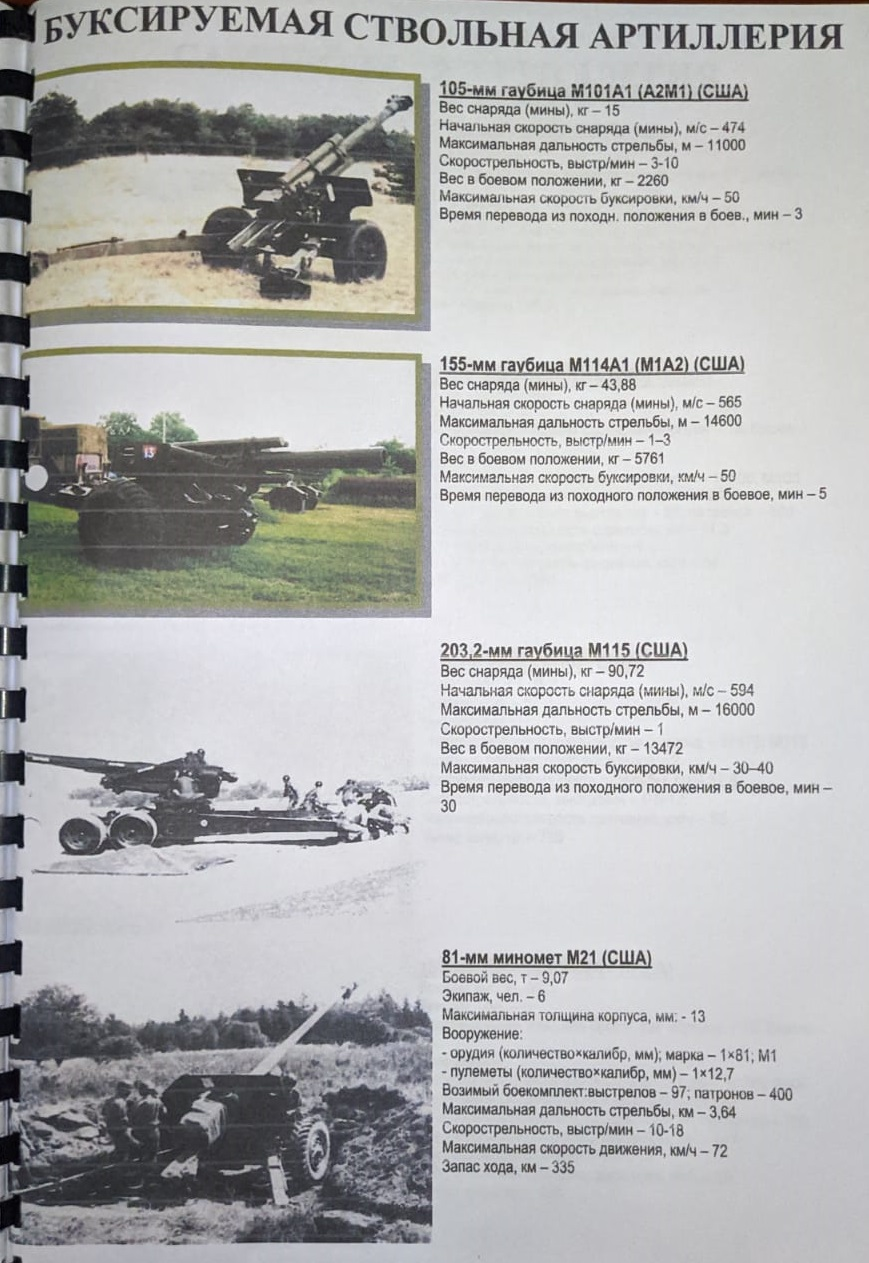 БУКСИРУЕМАЯ СТВОЛЬНАЯ АРТИЛЛЕРИЯ
105-мм гаубица М101А1 (А2М1) (США)
Вес снаряда (мины), кг – 15
Начальная скорость снаряда (мины), м/с – 474
Максимальная дальность стрельбы, м – 11000
Скорострельность, выстр/мин – 3-10
Вес в боевом положении, кг – 2260
Максимальная скорость буксировки, км/ч – 50
Время перевода из походн. положения в боев., мин – 3
13
155-мм гаубица М114А1 (М1А2) (США)
Вес снаряда (мины), кг – 43,88
Начальная скорость снаряда (мины), м/с – 565
Максимальная дальность стрельбы, м – 14600
Скорострельность, выстр/мин – 1–3
Вес в боевом положении, кг – 5761
Максимальная скорость буксировки, км/ч – 50
Время перевода из походного положения в боевое, мин – 5
203,2-мм гаубица М115 (США)
Вес снаряда (мины), кг – 90,72
Начальная скорость снаряда (мины), м/с – 594
Максимальная дальность стрельбы, м – 16000
Скорострельность, выстр/мин – 1
Вес в боевом положении, кг – 13472
Максимальная скорость буксировки, км/ч – 30–40
Время перевода из походного положения в боевое, мин –
30
81-мм миномет М21 (США)
Боевой вес, т – 9,07
Экипаж, чел. – 6
Максимальная толщина корпуса, мм: - 13
Вооружение:
- орудия (количество×калибр, мм); марка – 1×81; М1
- пулеметы (количество×калибр, мм) – 1×12,7
Возимый боекомплект:выстрелов – 97; патронов – 400
Максимальная дальность стрельбы, км – 3,64
Скорострельность, выстр/мин – 10-18
Максимальная скорость движения, км/ч – 72
Запас хода, км – 335